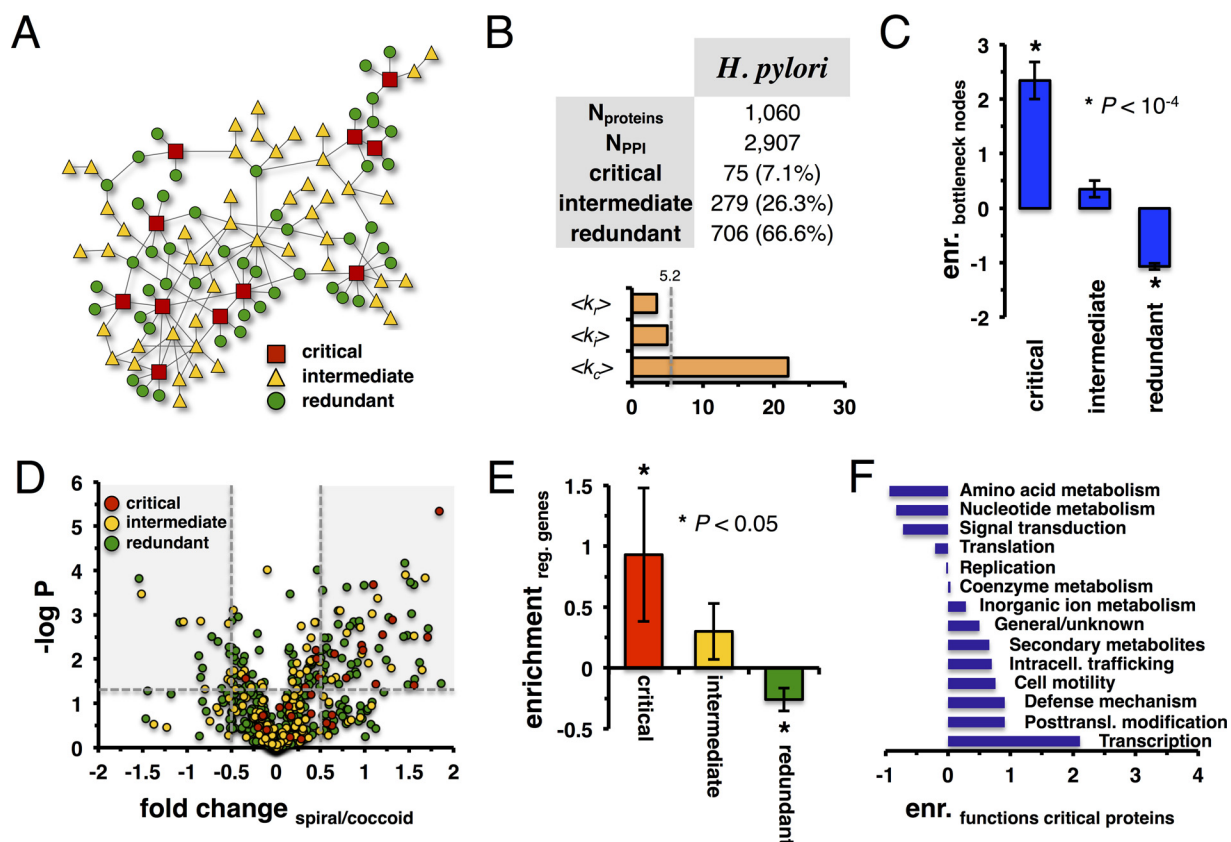 A
critical
intermediate
redundant
B
H. pylori
Nproteins 1,060
NPPI 2,907
critical 75 (7.1%)
intermediate 279 (26.3%)
redundant 706 (66.6%)
5.2
<kr>
<ki>
<kc>
0 10 20 30
C
3
2
1
0
-1
-2
enr. bottleneck nodes
*
* P < 10-4
*
critical
intermediate
redundant
D
6
5
4
3
2
1
0
-log P
critical
intermediate
redundant
-2 -1.5 -1 -0.5 0 0.5 1 1.5 2
fold change spiral/coccoid
E
1.5
1
0.5
0
-0.5
enrichment reg. genes
*
* P < 0.05
critical
intermediate
* redundant
F
Amino acid metabolism
Nucleotide metabolism
Signal transduction
Translation
Replication
Coenzyme metabolism
Inorganic ion metabolism
General/unknown
Secondary metabolites
Intracell. trafficking
Cell motility
Defense mechanism
Posttransl. modification
Transcription
-1 0 1 2 3 4
enr. functions critical proteins